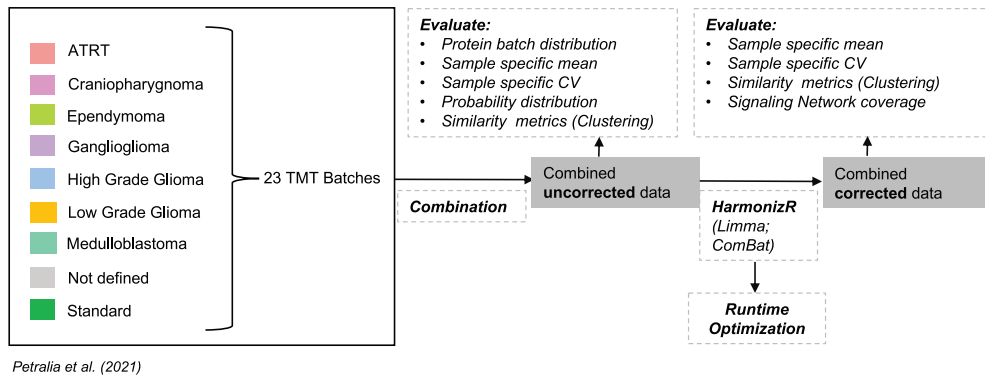 ATRT
Craniopharygnoma
Ependymoma
Ganglioglioma
High Grade Glioma
Low Grade Glioma
Medulloblastoma
Not defined
Standard
23 TMT Batches
Petralia et al. (2021)
Combination
Evaluate:
• Protein batch distribution
• Sample specific mean
• Sample specific CV
• Probability distribution
• Similarity metrics (Clustering)
Combined
uncorrected data
HarmonizR
(Limma;
ComBat)
Runtime
Optimization
Evaluate:
• Sample specific mean
• Sample specific CV
• Similarity metrics (Clustering)
• Signaling Network coverage
Combined
corrected data